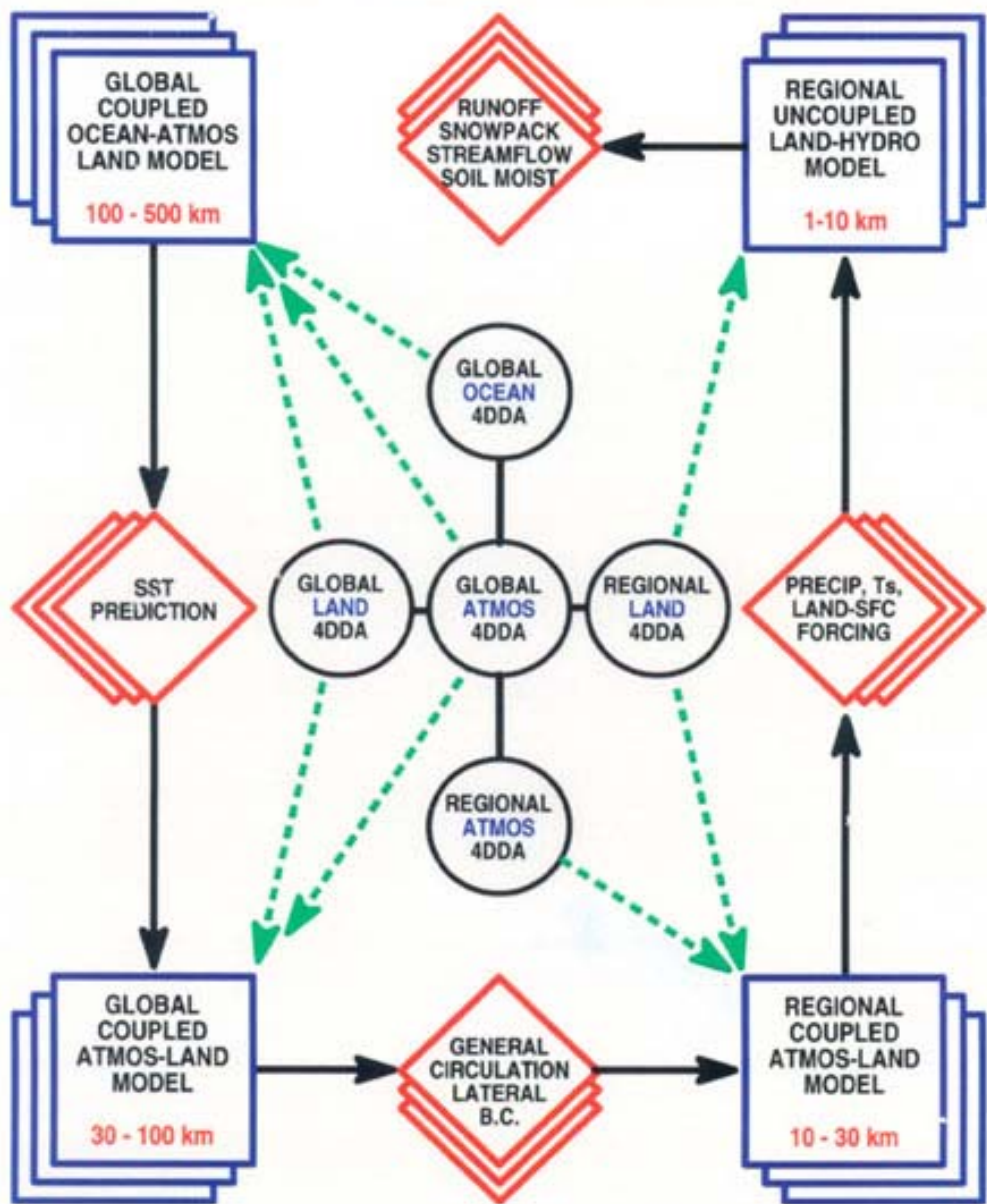 GLOBAL
COUPLED
OCEAN-ATMOS
LAND MODEL
100 - 500 km
RUNOFF
SNOWPACK
STREAMFLOW
SOIL MOIST
REGIONAL
UNCOUPLED
LAND-HYDRO
MODEL
1-10 km
GLOBAL
OCEAN
4DDA
SST
PREDICTION
GLOBAL
LAND
4DDA
GLOBAL
ATMOS
4DDA
REGIONAL
LAND
4DDA
PRECIP, Ts,
LAND-SFC
FORCING
REGIONAL
ATMOS
4DDA
GLOBAL
COUPLED
ATMOS-LAND
MODEL
30 - 100 km
GENERAL
CIRCULATION
LATERAL
B.C.
REGIONAL
COUPLED
ATMOS-LAND
MODEL
10 - 30 km